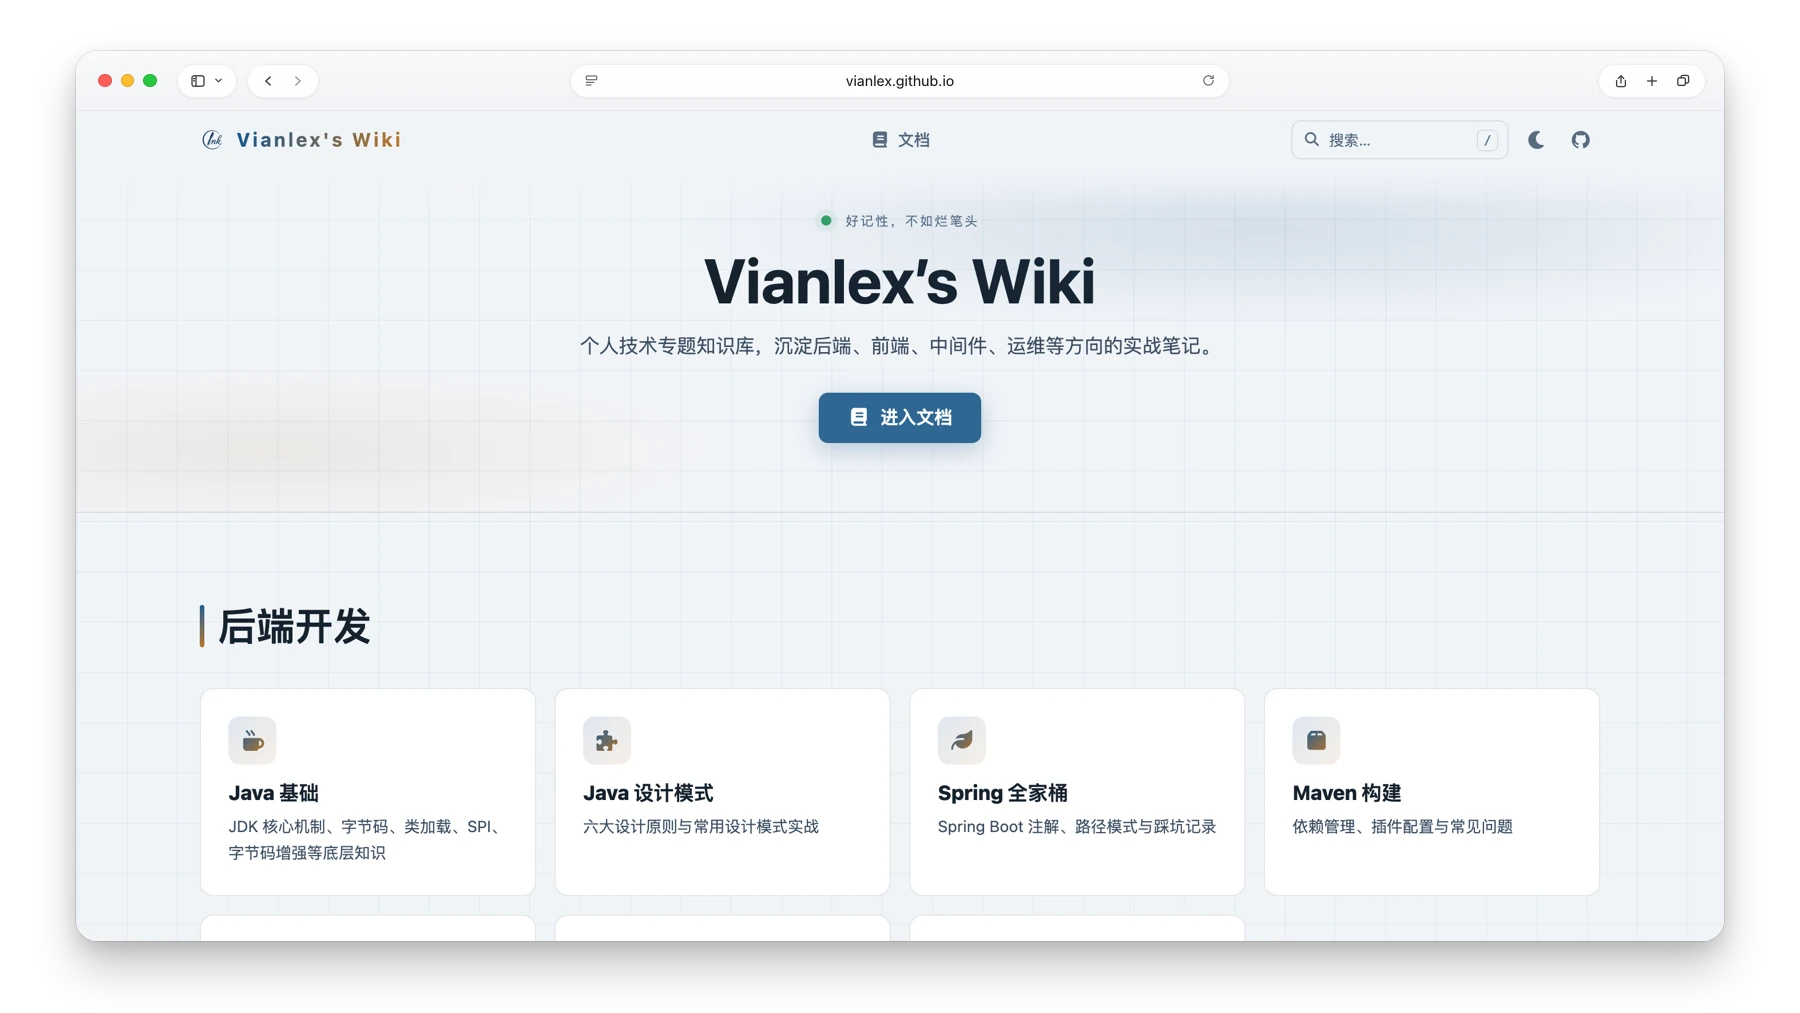 vianlex.github.io
Ink Vianlex's Wiki
文档
搜索...
/
好记性，不如烂笔头
Vianlex’s Wiki
个人技术专题知识库，沉淀后端、前端、中间件、运维等方向的实战笔记。
进入文档
后端开发
Java 基础
JDK 核心机制、字节码、类加载、SPI、
字节码增强等底层知识
Java 设计模式
六大设计原则与常用设计模式实战
Spring 全家桶
Spring Boot 注解、路径模式与踩坑记录
Maven 构建
依赖管理、插件配置与常见问题